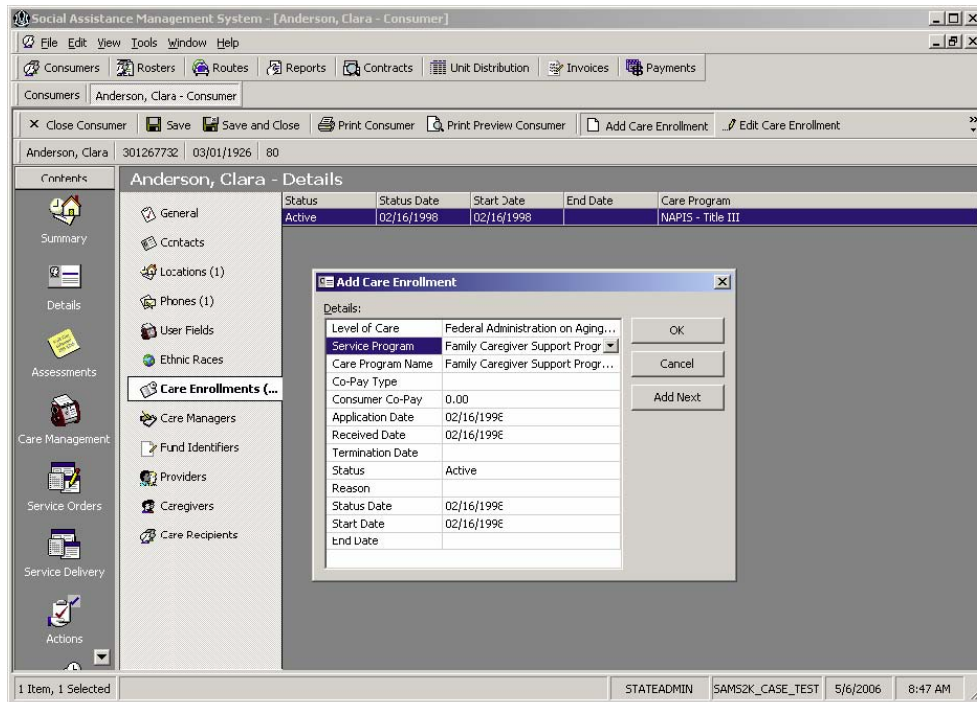 Social Assistance Management System - [Anderson, Clara - Consumer]
File Edit View Tools Window Help
Consumers Rosters Routes Reports Contracts Unit Distribution Invoices Payments
Consumers Anderson, Clara - Consumer
Close Consumer Save Save and Close Print Consumer Print Preview Consumer Add Care Enrollment Edit Care Enrollment
Anderson, Clara 301267732 03/01/1926 80
Contents
Summary
Details
Assessments
Care Management
Service Orders
Service Delivery
Actions
Anderson, Clara - Details
General
Contacts
Locations (1)
Phones (1)
User Fields
Ethnic Races
Care Enrollments (...
Care Managers
Fund Identifiers
Providers
Caregivers
Care Recipients
Status Status Date Start Date End Date Care Program
Active 02/16/1998 02/16/1998 NAPIS - Title III
Add Care Enrollment
Details:
Level of Care Federal Administration on Aging...
Service Program Family Caregiver Support Progr
Care Program Name Family Caregiver Support Progr...
Co-Pay Type
Consumer Co-Pay 0.00
Application Date 02/16/1998
Received Date 02/16/1998
Termination Date
Status Active
Reason
Status Date 02/16/1998
Start Date 02/16/1998
End Date
OK
Cancel
Add Next
1 Item, 1 Selected STATEADMIN SAMS2K_CASE_TEST 5/6/2006 8:47 AM